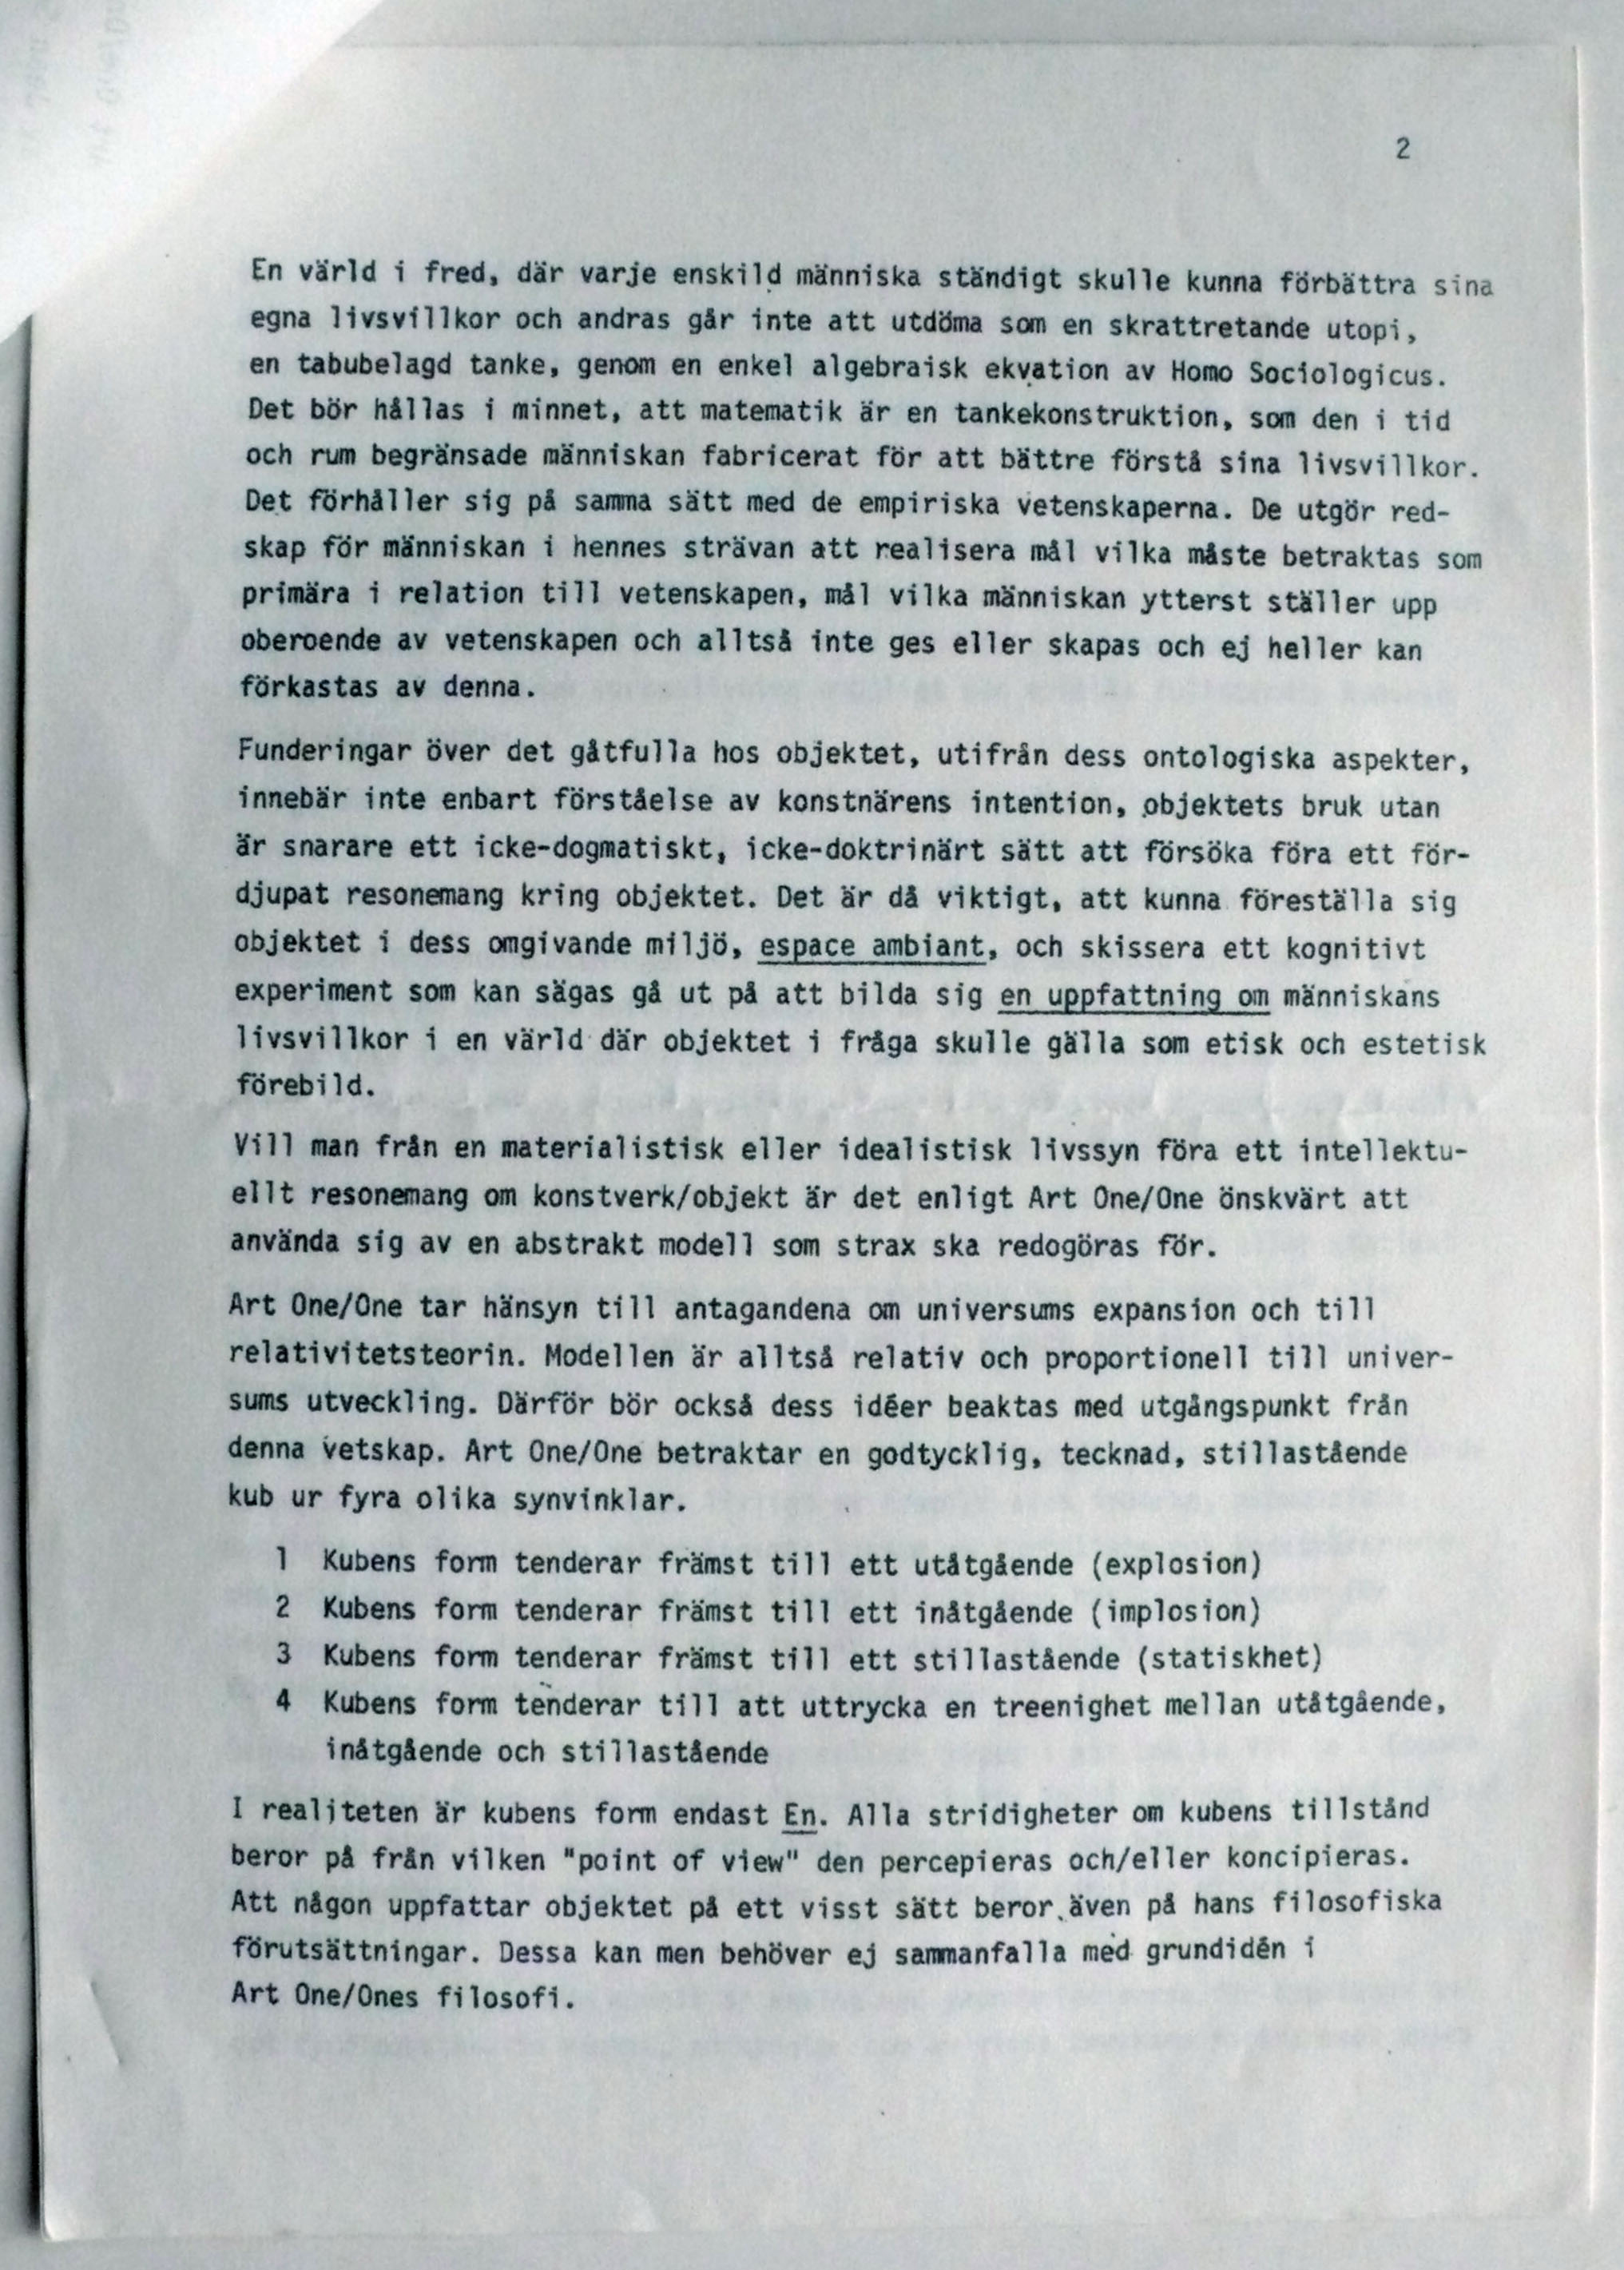 2
En värld i fred, där varje enskild människa ständigt skulle kunna förbättra sina
egna livsvillkor och andras går inte att utdöma som en skrattretande utopi,
en tabubelagd tanke, genom en enkel algebraisk ekvation av Homo Sociologicus.
Det bör hållas i minnet, att matematik är en tankekonstruktion, som den i tid
och rum begränsade människan fabricerat för att bättre förstå sina livsvillkor.
Det förhåller sig på samma sätt med de empiriska vetenskaperna. De utgör red-
skap för människan i hennes strävan att realisera mål vilka måste betraktas som
primära i relation till vetenskapen, mål vilka människan ytterst ställer upp
oberoende av vetenskapen och alltså inte ges eller skapas och ej heller kan
förkastas av denna.
Funderingar över det gåtfulla hos objektet, utifrån dess ontologiska aspekter,
innebär inte enbart förståelse av konstnärens intention, objektets bruk utan
är snarare ett icke-dogmatiskt, icke-doktrinärt sätt att försöka föra ett för-
djupat resonemang kring objektet. Det är då viktigt, att kunna föreställa sig
objektet i dess omgivande miljö, espace ambiant, och skissera ett kognitivt
experiment som kan sägas gå ut på att bilda sig en uppfattning om människans
livsvillkor i en värld där objektet i fråga skulle gälla som etisk och estetisk
förebild.
Vill man från en materialistisk eller idealistisk livssyn föra ett intellektu-
ellt resonemang om konstverk/objekt är det enligt Art One/One önskvärt att
använda sig av en abstrakt modell som strax ska redogöras för.
Art One/One tar hänsyn till antagandena om universums expansion och till
relativitetsteorin. Modellen är alltså relativ och proportionell till univer-
sums utveckling. Därför bör också dess idéer beaktas med utgångspunkt från
denna vetskap. Art One/One betraktar en godtycklig, tecknad, stillastående
kub ur fyra olika synvinklar.
1 Kubens form tenderar främst till ett utåtgående (explosion)
2 Kubens form tenderar främst till ett inåtgående (implosion)
3 Kubens form tenderar främst till ett stillastående (statiskhet)
4 Kubens form tenderar till att uttrycka en treenighet mellan utåtgående,
inåtgående och stillastående
I realiteten är kubens form endast En. Alla stridigheter om kubens tillstånd
beror på från vilken "point of view" den percepieras och/eller koncipieras.
Att någon uppfattar objektet på ett visst sätt beror även på hans filosofiska
förutsättningar. Dessa kan men behöver ej sammanfalla med grundidén i
Art One/Ones filosofi.